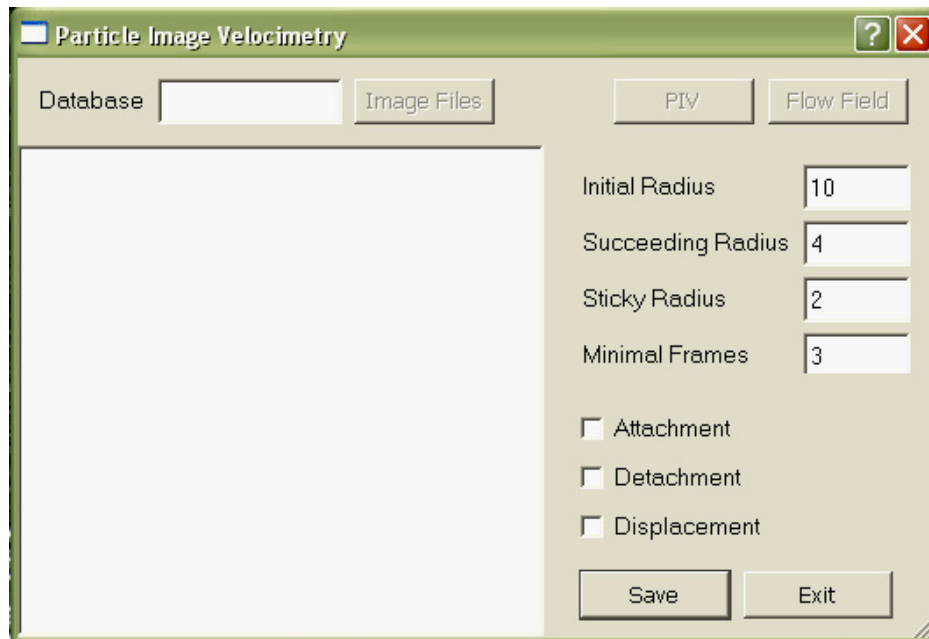 Particle Image Velocimetry
Database Image Files PIV Flow Field
Initial Radius 10
Succeeding Radius 4
Sticky Radius 2
Minimal Frames 3
Attachment
Detachment
Displacement
Save Exit